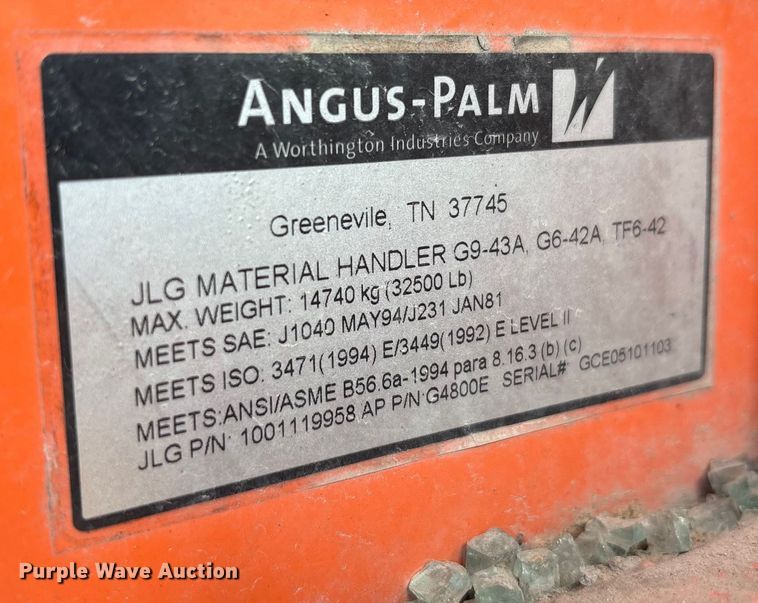 ANGUS-PALM
A Worthington Industries Company
Greenevile, TN 37745
JLG MATERIAL HANDLER G9-43A, G6-42A, TF6-42
MAX. WEIGHT: 14740 kg (32500 Lb)
MEETS SAE: J1040 MAY94/J231 JAN81
MEETS ISO: 3471(1994) E/3449(1992) E LEVEL II
MEETS:ANSI/ASME B56.6a-1994 para 8.16.3 (b) (c)
JLG P/N: 1001119958 AP P/N:G4800E SERIAL#: GCE05101103
Purple Wave Auction